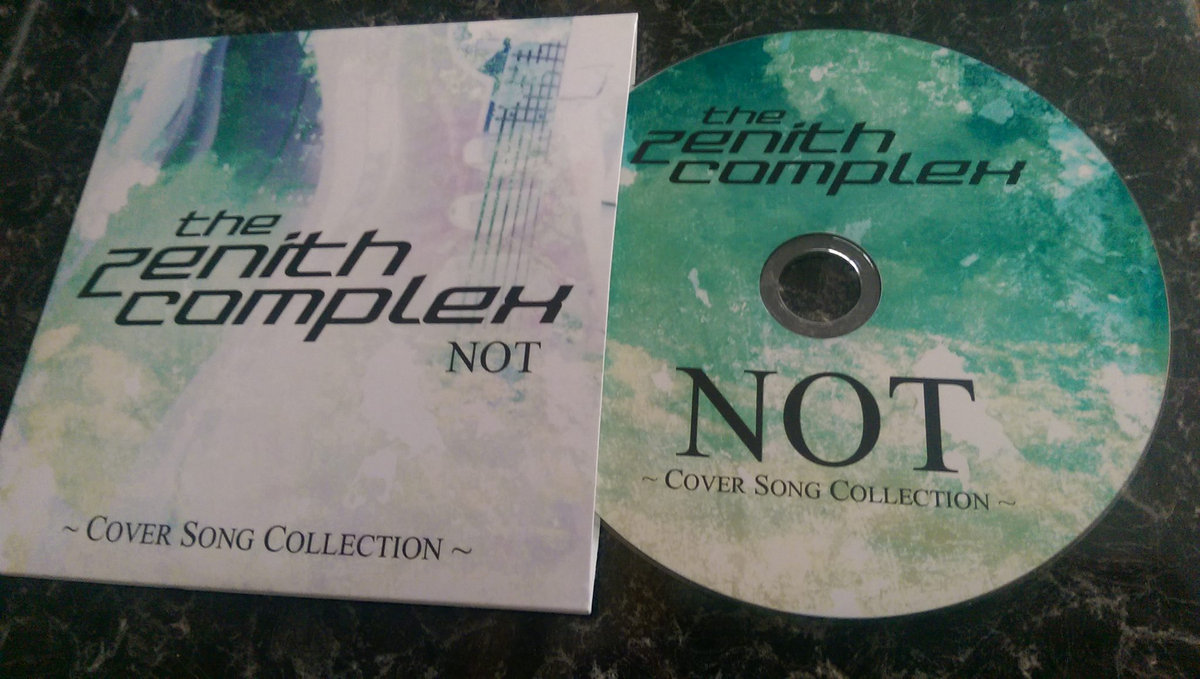 the
zenith
complex
NOT
~ COVER SONG COLLECTION ~
the
zenith
complex
NOT
~ COVER SONG COLLECTION ~